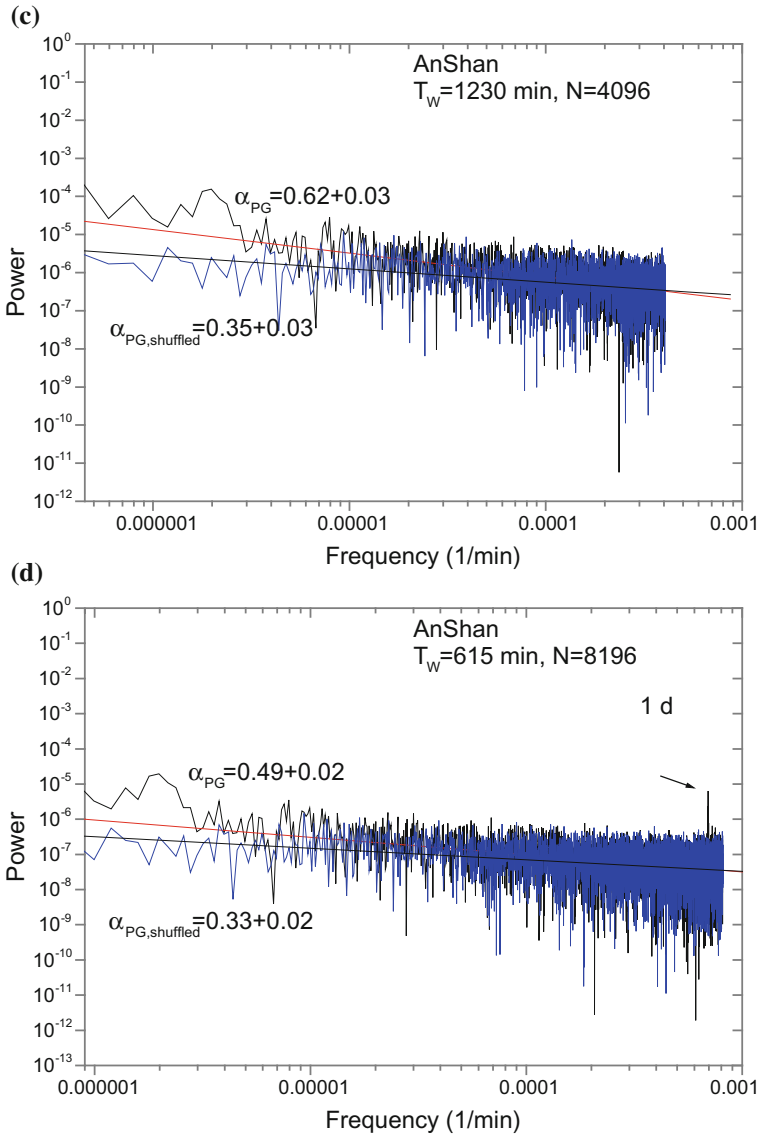 (c)
10^0
AnShan
T_W=1230 min, N=4096
10^-1
10^-2
10^-3
10^-4
α_PG=0.62+0.03
10^-5
10^-6
10^-7
α_PG,shuffled=0.35+0.03
10^-8
10^-9
10^-10
10^-11
10^-12
Power
0.000001 0.00001 0.0001 0.001
Frequency (1/min)
(d)
10^0
AnShan
T_W=615 min, N=8196
10^-1
10^-2
10^-3
1 d
10^-4
α_PG=0.49+0.02
10^-5
10^-6
10^-7
10^-8
α_PG,shuffled=0.33+0.02
10^-9
10^-10
10^-11
10^-12
10^-13
Power
0.000001 0.00001 0.0001 0.001
Frequency (1/min)